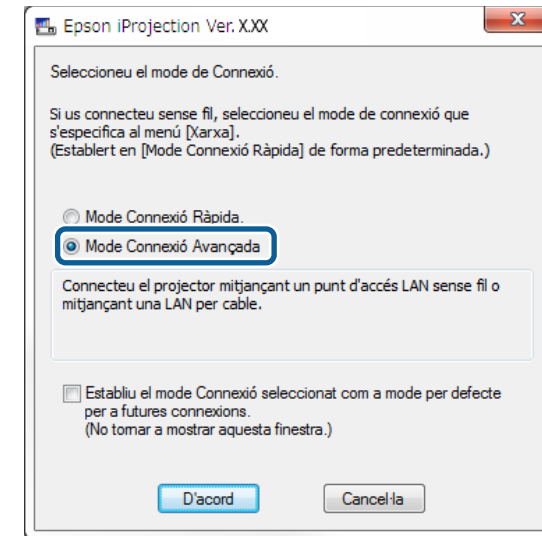 Epson iProjection Ver. X.XX
Seleccioneu el mode de Connexió.
Si us connecteu sense fil, seleccioneu el mode de connexió que
s'especifica al menú [Xarxa].
(Establert en [Mode Connexió Ràpida] de forma predeterminada.)
Mode Connexió Ràpida.
Mode Connexió Avançada
Connecteu el projector mitjançant un punt d'accés LAN sense fil o
mitjançant una LAN per cable.
Establiu el mode Connexió seleccionat com a mode per defecte
per a futures connexions.
(No tornar a mostrar aquesta finestra.)
D'acord Cancel·la